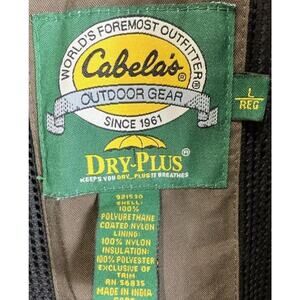 WORLD'S FOREMOST OUTFITTER®
Cabela's®
OUTDOOR GEAR
SINCE 1961
L
REG
DRY-PLUS®
KEEPS YOU DRY, PLUS IT BREATHES
921530
SHELL:
100%
POLYURETHANE
COATED NYLON
LINING:
100% NYLON
INSULATION:
100% POLYESTER
EXCLUSIVE OF
TRIM
RN 56835
MADE IN INDIA